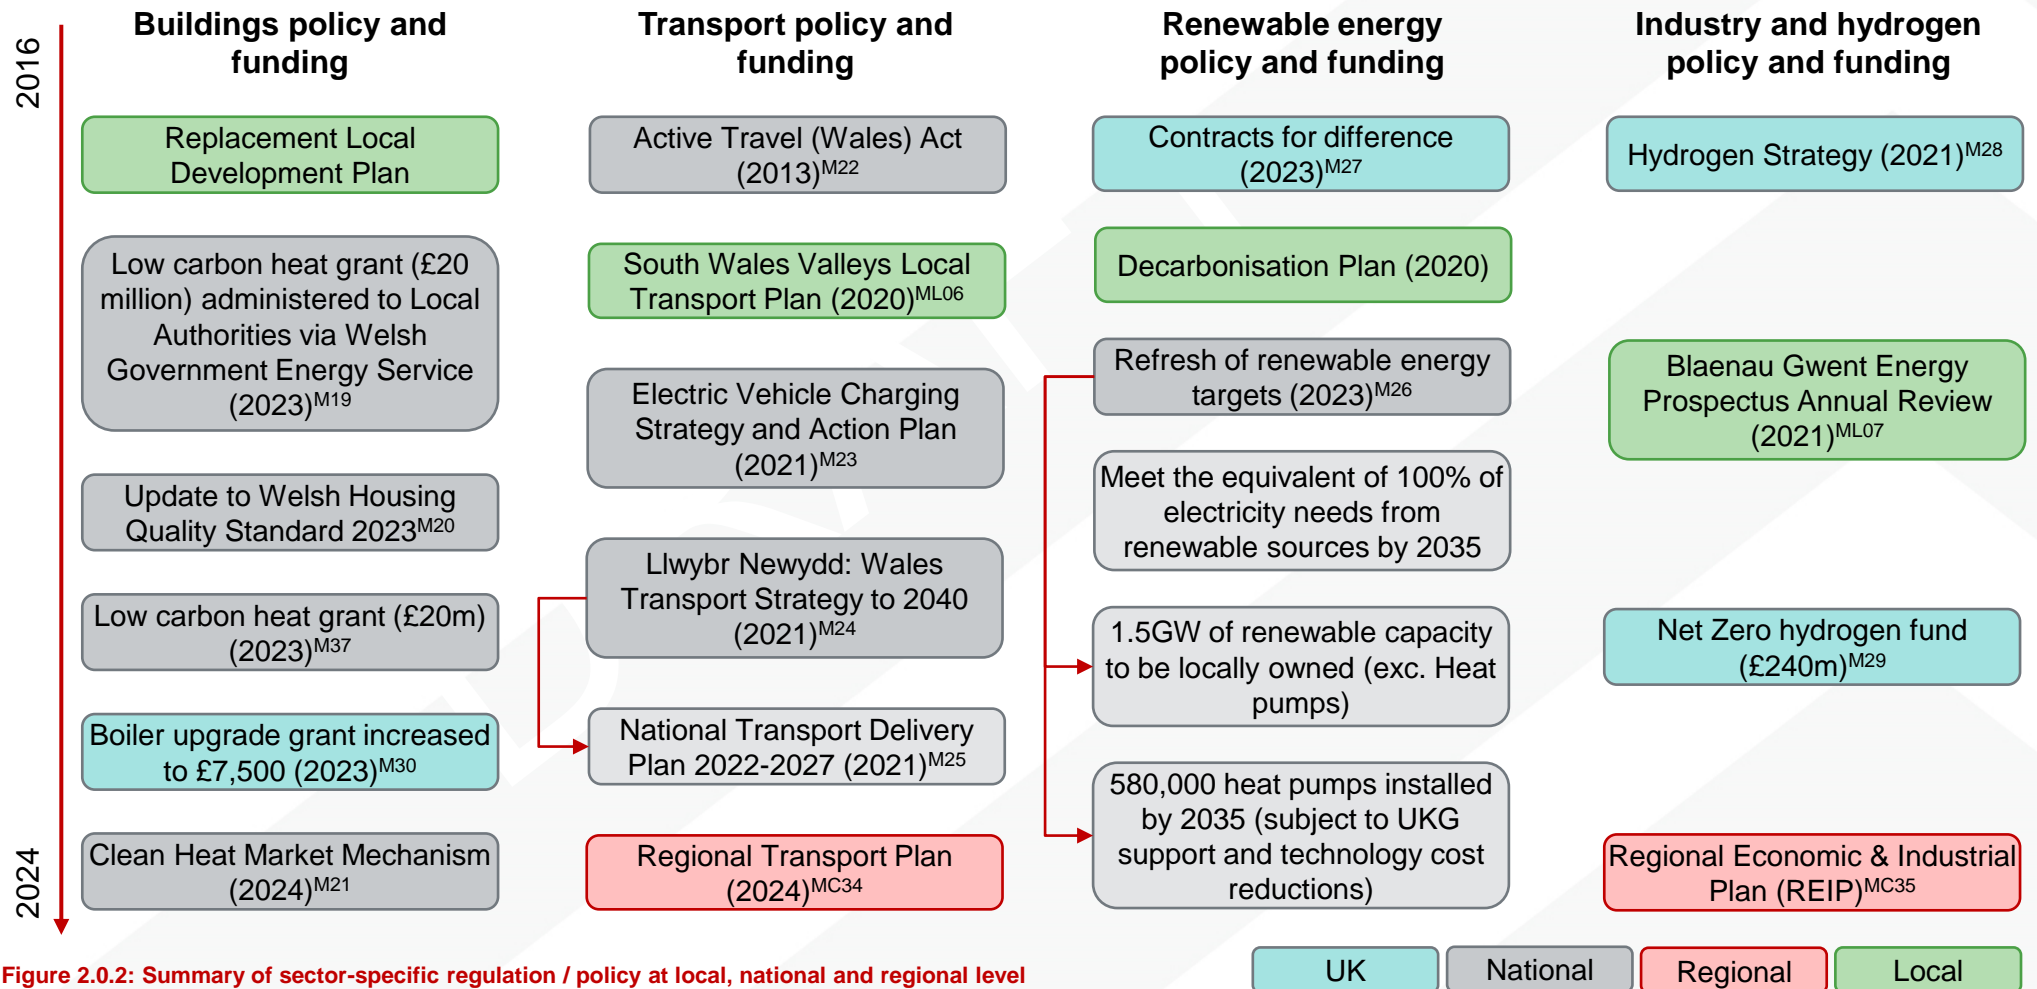 2016
2024
Buildings policy and
funding
Replacement Local
Development Plan
Low carbon heat grant (£20
million) administered to Local
Authorities via Welsh
Government Energy Service
(2023)M19
Update to Welsh Housing
Quality Standard 2023M20
Low carbon heat grant (£20m)
(2023)M37
Boiler upgrade grant increased
to £7,500 (2023)M30
Clean Heat Market Mechanism
(2024)M21
Transport policy and
funding
Active Travel (Wales) Act
(2013)M22
South Wales Valleys Local
Transport Plan (2020)ML06
Electric Vehicle Charging
Strategy and Action Plan
(2021)M23
Llwybr Newydd: Wales
Transport Strategy to 2040
(2021)M24
National Transport Delivery
Plan 2022-2027 (2021)M25
Regional Transport Plan
(2024)MC34
Renewable energy
policy and funding
Contracts for difference
(2023)M27
Decarbonisation Plan (2020)
Refresh of renewable energy
targets (2023)M26
Meet the equivalent of 100% of
electricity needs from
renewable sources by 2035
1.5GW of renewable capacity
to be locally owned (exc. Heat
pumps)
580,000 heat pumps installed
by 2035 (subject to UKG
support and technology cost
reductions)
Industry and hydrogen
policy and funding
Hydrogen Strategy (2021)M28
Blaenau Gwent Energy
Prospectus Annual Review
(2021)ML07
Net Zero hydrogen fund
(£240m)M29
Regional Economic & Industrial
Plan (REIP)MC35
Figure 2.0.2: Summary of sector-specific regulation / policy at local, national and regional level
UK
National
Regional
Local